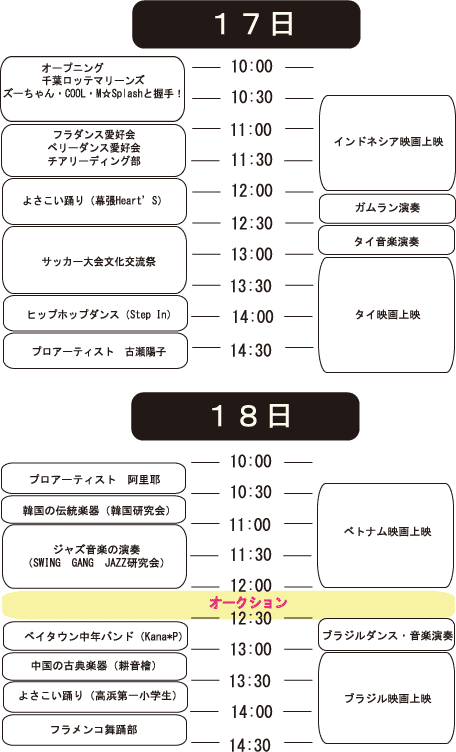 １７日
オープニング
千葉ロッテマリーンズ
ズーちゃん・COOL・M☆Splashと握手！
フラダンス愛好会
ベリーダンス愛好会
チアリーディング部
よさこい踊り（幕張Heart'S)
サッカー大会文化交流祭
ヒップホップダンス（Step In)
プロアーティスト　古瀬陽子
10:00
10:30
11:00
11:30
12:00
12:30
13:00
13:30
14:00
14:30
インドネシア映画上映
ガムラン演奏
タイ音楽演奏
タイ映画上映
１８日
プロアーティスト　阿里耶
韓国の伝統楽器（韓国研究会）
ジャズ音楽の演奏
（SWING　GANG　JAZZ研究会）
オークション
ベイタウン中年バンド（Kana*P）
中国の古典楽器（耕音檜）
よさこい踊り（高浜第一小学生）
フラメンコ舞踊部
10:00
10:30
11:00
11:30
12:00
12:30
13:00
13:30
14:00
14:30
ベトナム映画上映
ブラジルダンス・音楽演奏
ブラジル映画上映